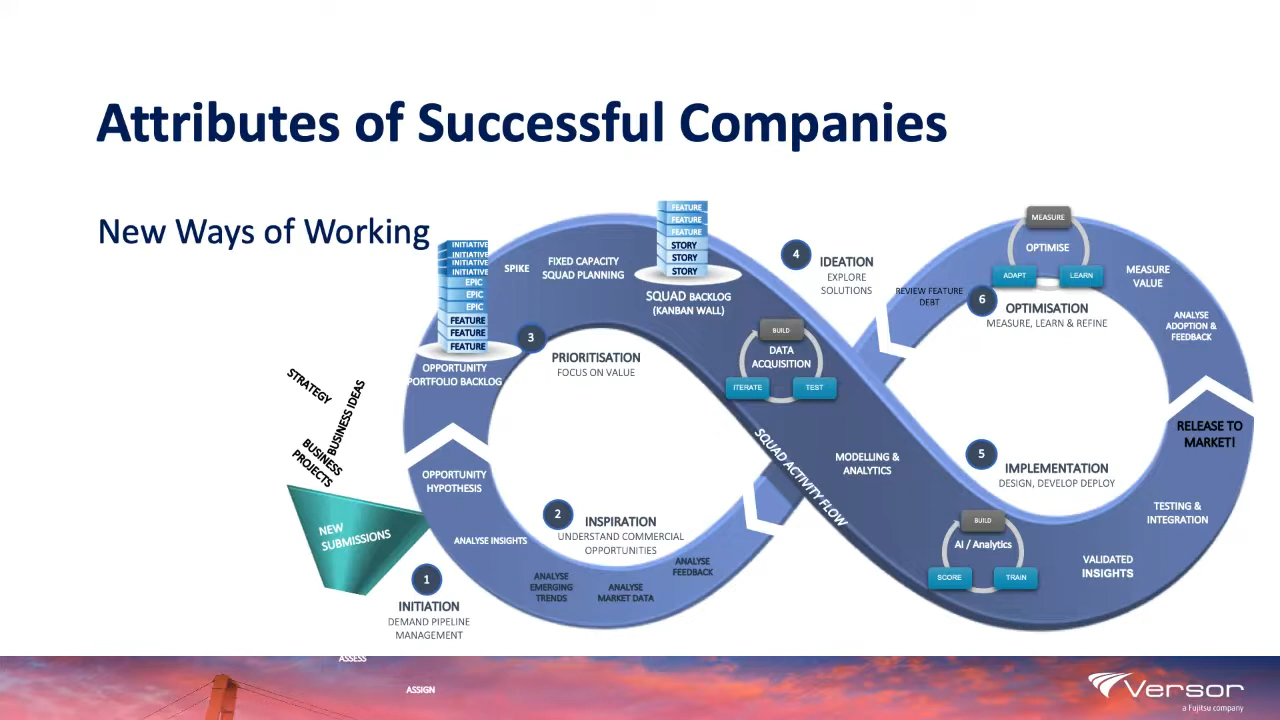 Attributes of Successful Companies
New Ways of Working
STRATEGY
BUSINESS IDEAS
BUSINESS
PROJECTS
NEW
SUBMISSIONS
1
INITIATION
DEMAND PIPELINE
MANAGEMENT
ASSESS
ASSIGN
2
INSPIRATION
UNDERSTAND COMMERCIAL
OPPORTUNITIES
ANALYSE
FEEDBACK
ANALYSE
MARKET DATA
ANALYSE
EMERGING
TRENDS
ANALYSE INSIGHTS
OPPORTUNITY
HYPOTHESIS
INITIATIVE
INITIATIVE
INITIATIVE
INITIATIVE
EPIC
EPIC
EPIC
FEATURE
FEATURE
FEATURE
OPPORTUNITY
PORTFOLIO BACKLOG
3
PRIORITISATION
FOCUS ON VALUE
SPIKE
FIXED CAPACITY
SQUAD PLANNING
FEATURE
FEATURE
FEATURE
STORY
STORY
STORY
SQUAD BACKLOG
(KANBAN WALL)
4
IDEATION
EXPLORE
SOLUTIONS
BUILD
DATA
ACQUISITION
ITERATE
TEST
SQUAD ACTIVITY FLOW
MODELLING &
ANALYTICS
5
IMPLEMENTATION
DESIGN, DEVELOP DEPLOY
BUILD
AI / Analytics
SCORE
TRAIN
VALIDATED
INSIGHTS
TESTING &
INTEGRATION
RELEASE TO
MARKET!
ANALYSE
ADOPTION &
FEEDBACK
MEASURE
VALUE
MEASURE
OPTIMISE
ADAPT
LEARN
6
OPTIMISATION
MEASURE, LEARN & REFINE
REVIEW FEATURE
DEBT
Versor
a Fujitsu company